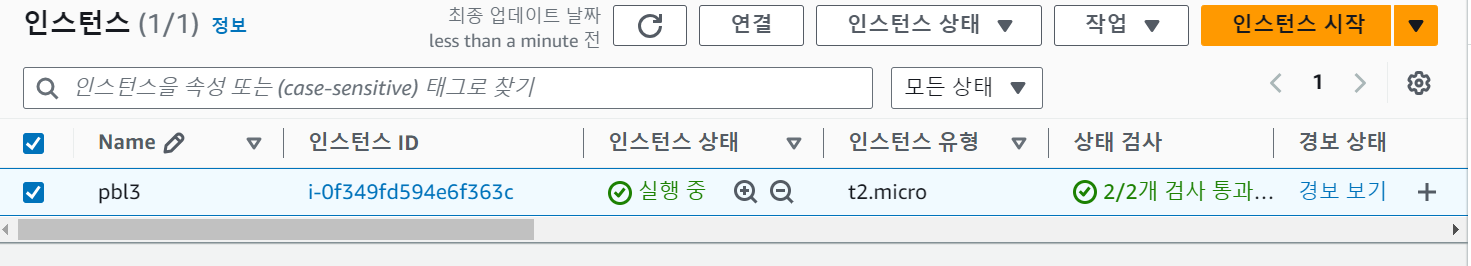 인스턴스 (1/1) 정보
최종 업데이트 날짜
less than a minute 전
연결
인스턴스 상태
작업
인스턴스 시작
인스턴스을 속성 또는 (case-sensitive) 태그로 찾기
모든 상태
1
Name 인스턴스 ID 인스턴스 상태 인스턴스 유형 상태 검사 경보 상태
pbl3 i-0f349fd594e6f363c 실행 중 t2.micro 2/2개 검사 통과... 경보 보기